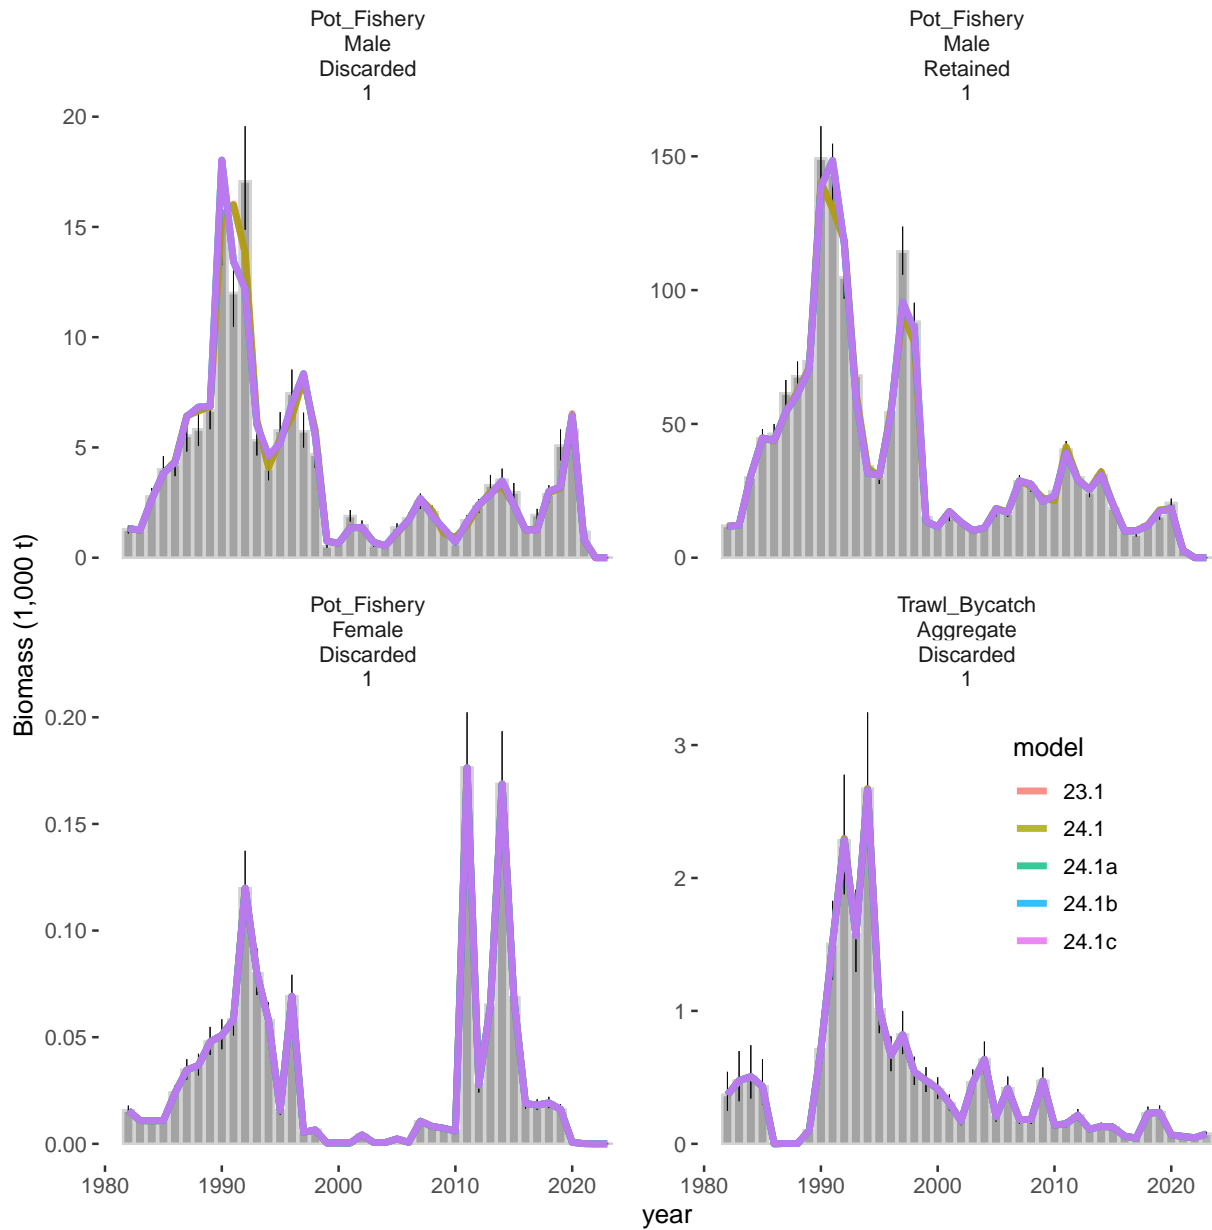 Pot_Fishery
Male
Discarded
1
Pot_Fishery
Male
Retained
1
20
15
10
5
0
150
100
50
0
Pot_Fishery
Female
Discarded
1
Trawl_Bycatch
Aggregate
Discarded
1
0.20
0.15
0.10
0.05
0.00
3
2
1
0
model
23.1
24.1
24.1a
24.1b
24.1c
1980 1990 2000 2010 2020
1980 1990 2000 2010 2020
year
Biomass (1,000 t)